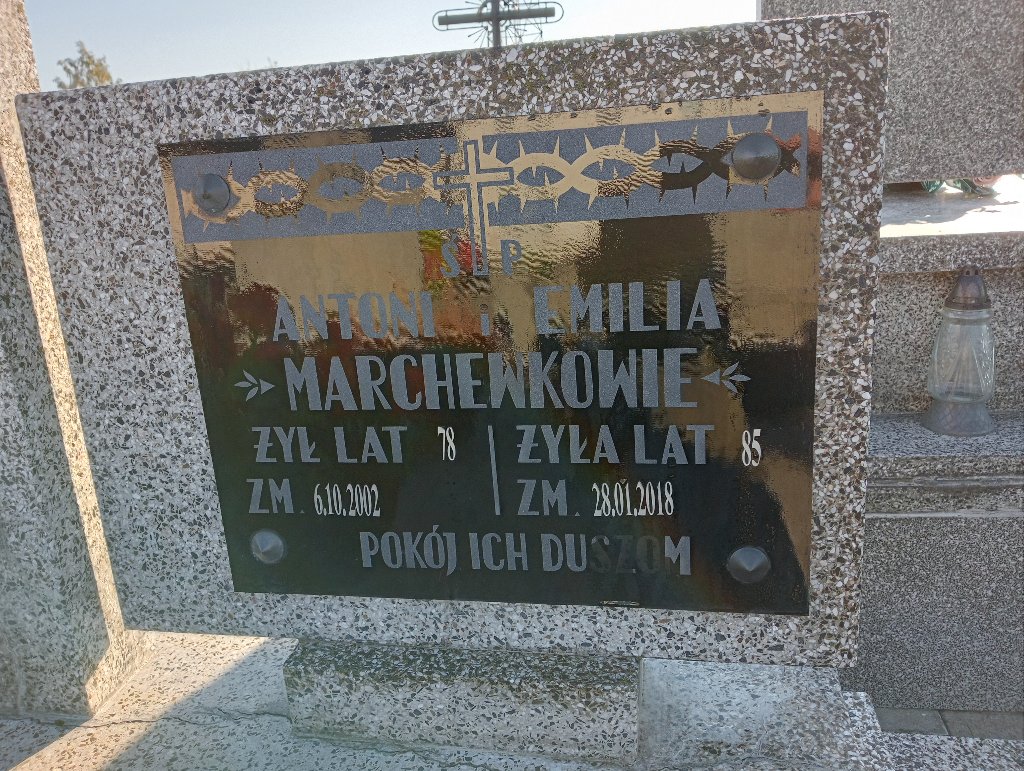 Ś P
ANTONI i EMILIA
MARCHEWKOWIE
ŻYŁ LAT 78 ŻYŁA LAT 85
ZM. 6.10.2002 ZM. 28.01.2018
POKÓJ ICH DUSZOM